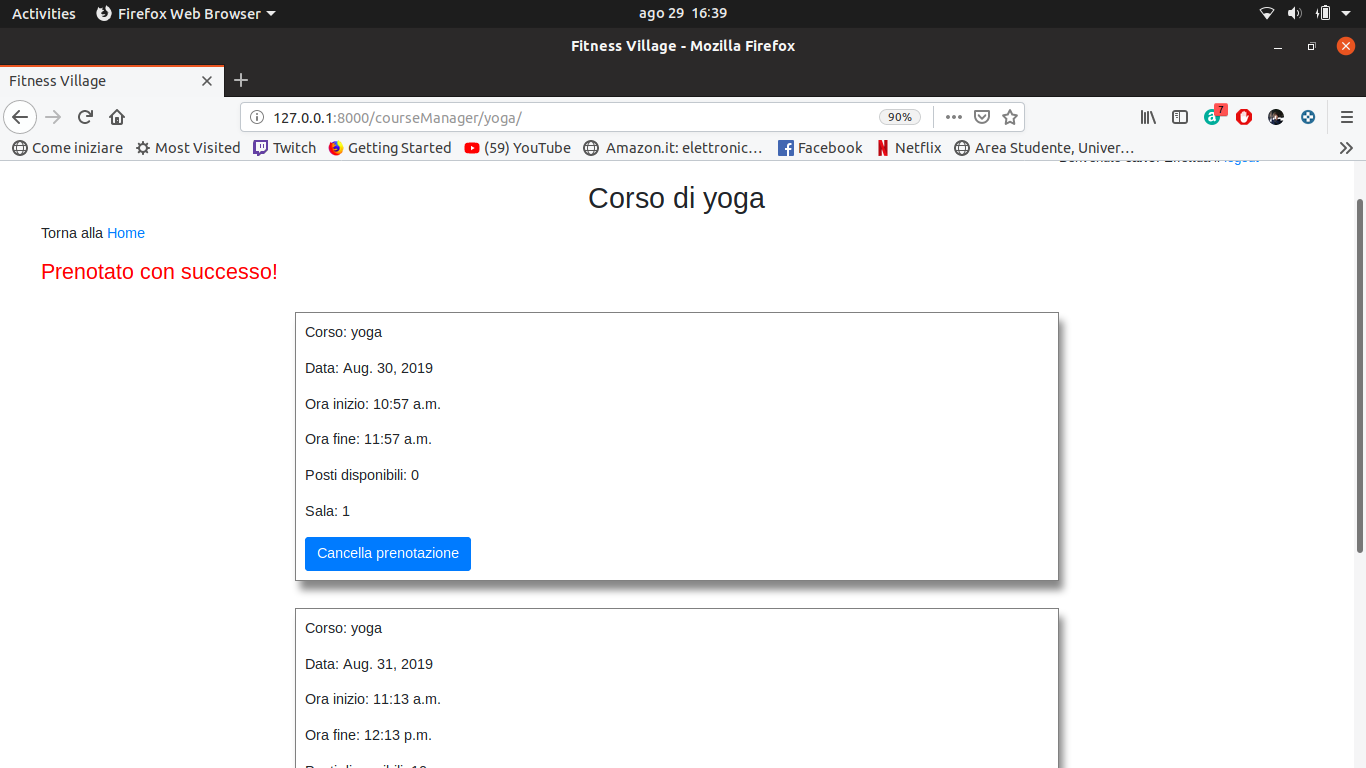 Activities Firefox Web Browser ago 29 16:39
Fitness Village - Mozilla Firefox
Fitness Village
127.0.0.1:8000/courseManager/yoga/ 90% 7
Come iniziare Most Visited Twitch Getting Started (59) YouTube Amazon.it: elettronic… Facebook Netflix Area Studente, Univer…
logout
Corso di yoga
Torna alla Home
Prenotato con successo!
Corso: yoga
Data: Aug. 30, 2019
Ora inizio: 10:57 a.m.
Ora fine: 11:57 a.m.
Posti disponibili: 0
Sala: 1
Cancella prenotazione
Corso: yoga
Data: Aug. 31, 2019
Ora inizio: 11:13 a.m.
Ora fine: 12:13 p.m.
Posti disponibili: